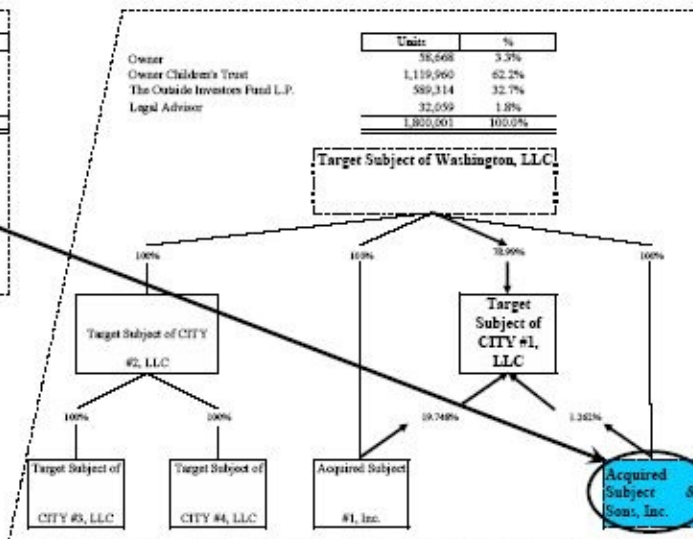 Units %
Owner 58,668 3.3%
Owner Children's Trust 1,119,960 62.2%
The Outside Investors Fund L.P. 589,314 32.7%
Legal Advisor 32,059 1.8%
1,800,001 100.0%
Target Subject of Washington, LLC
100% 100% 78.99% 100%
Target Subject of CITY
#2, LLC
Target
Subject of
CITY #1,
LLC
100% 100% 19.748% 1.262%
Target Subject of
CITY #3, LLC
Target Subject of
CITY #4, LLC
Acquired Subject
#1, Inc.
Acquired
Subject &
Sons, Inc.